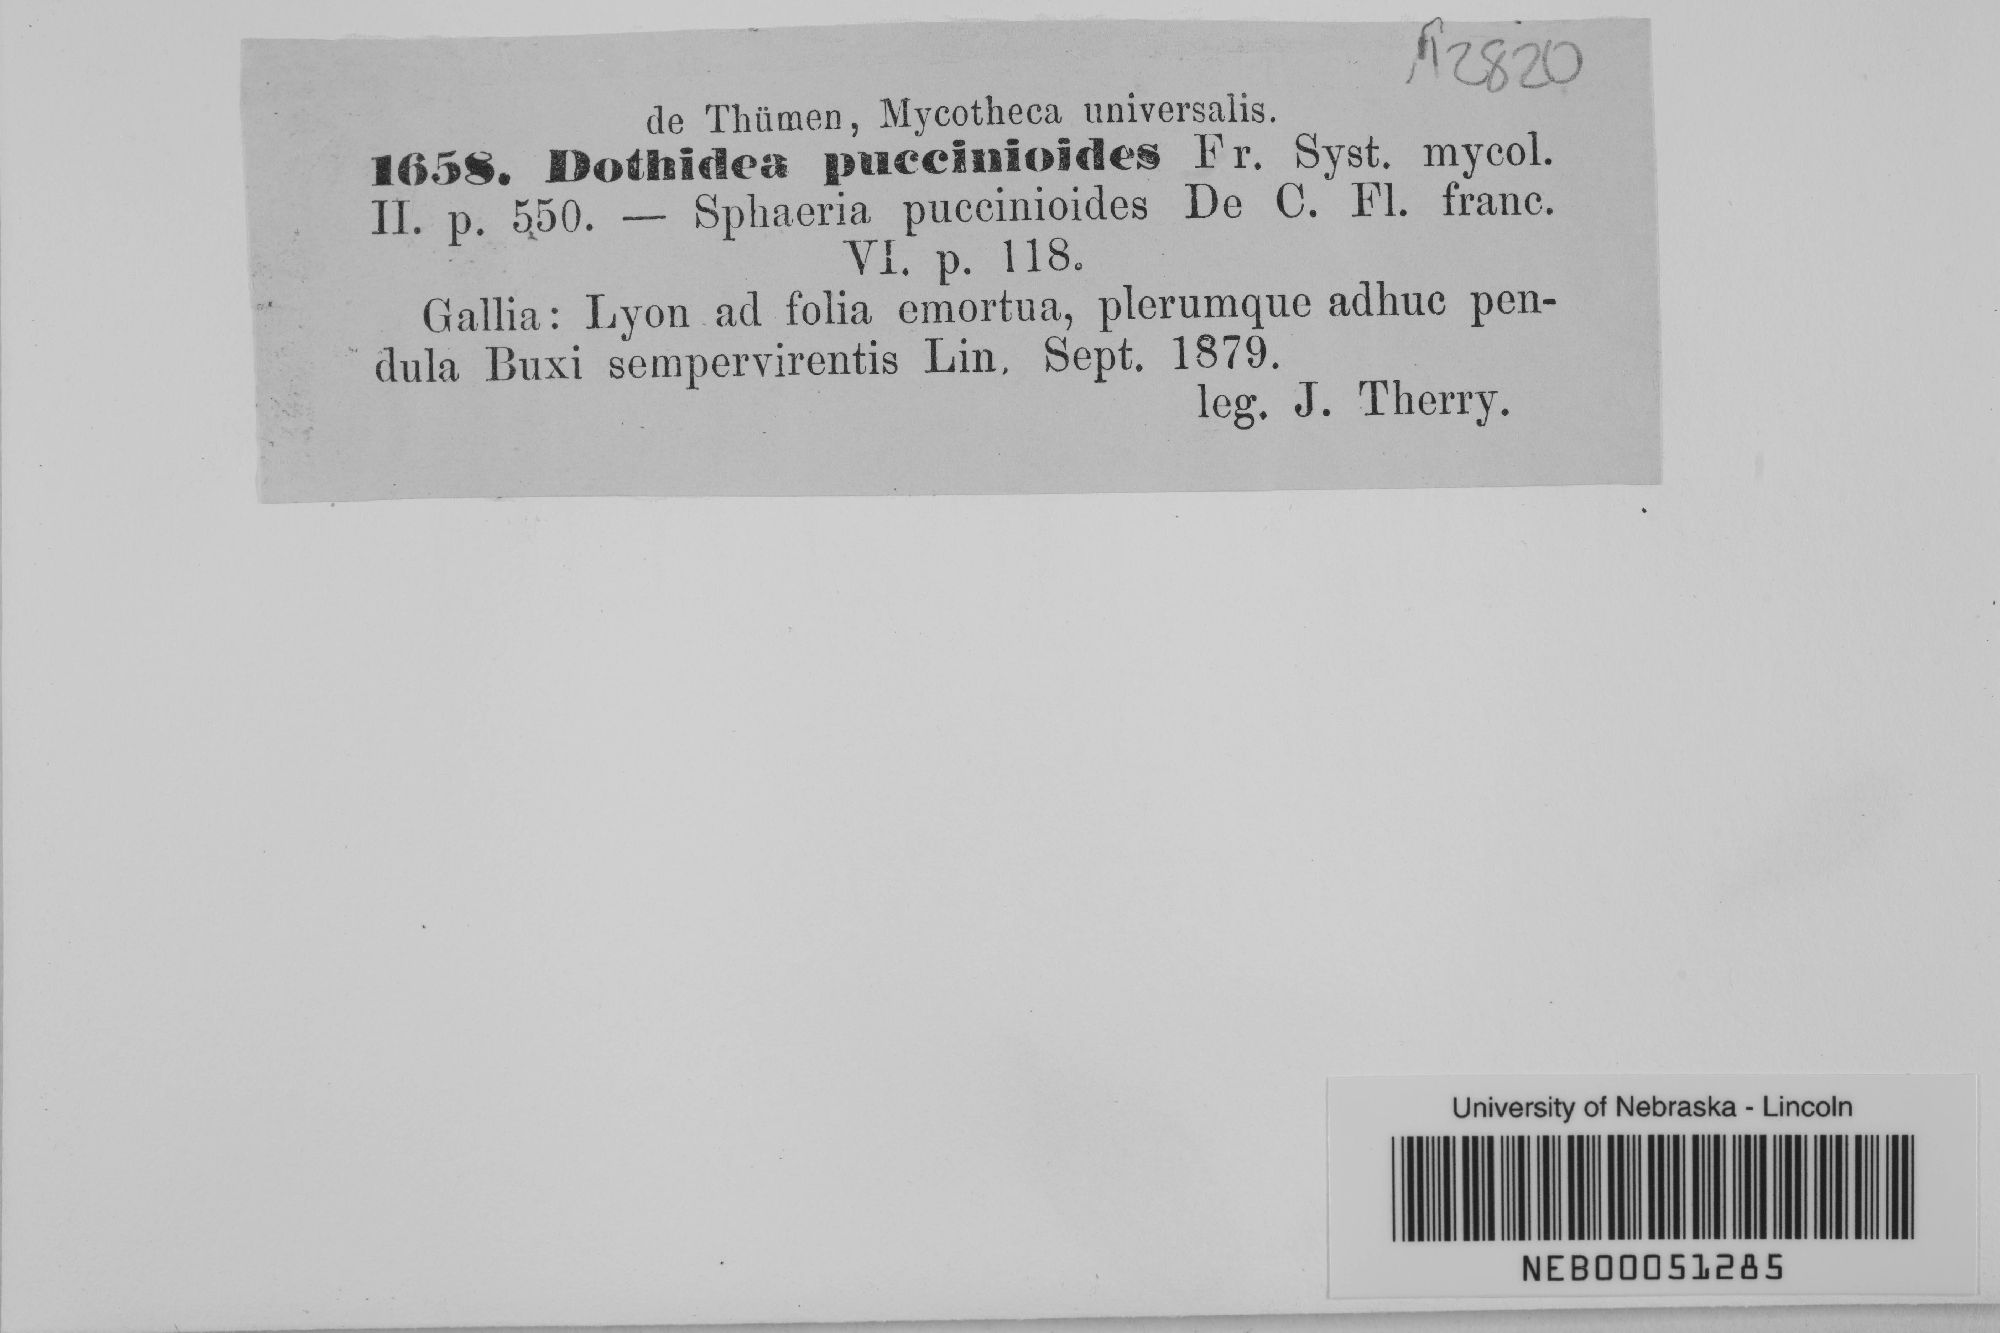 2820
de Thümen, Mycotheca universalis.
1658. Dothidea puccinioides Fr. Syst. mycol.
II. p. 550. — Sphaeria puccinioides De C. Fl. franc.
VI. p. 118.
Gallia: Lyon ad folia emortua, plerumque adhuc pen-
dula Buxi sempervirentis Lin. Sept. 1879.
leg. J. Therry.
University of Nebraska - Lincoln
NEB00051285